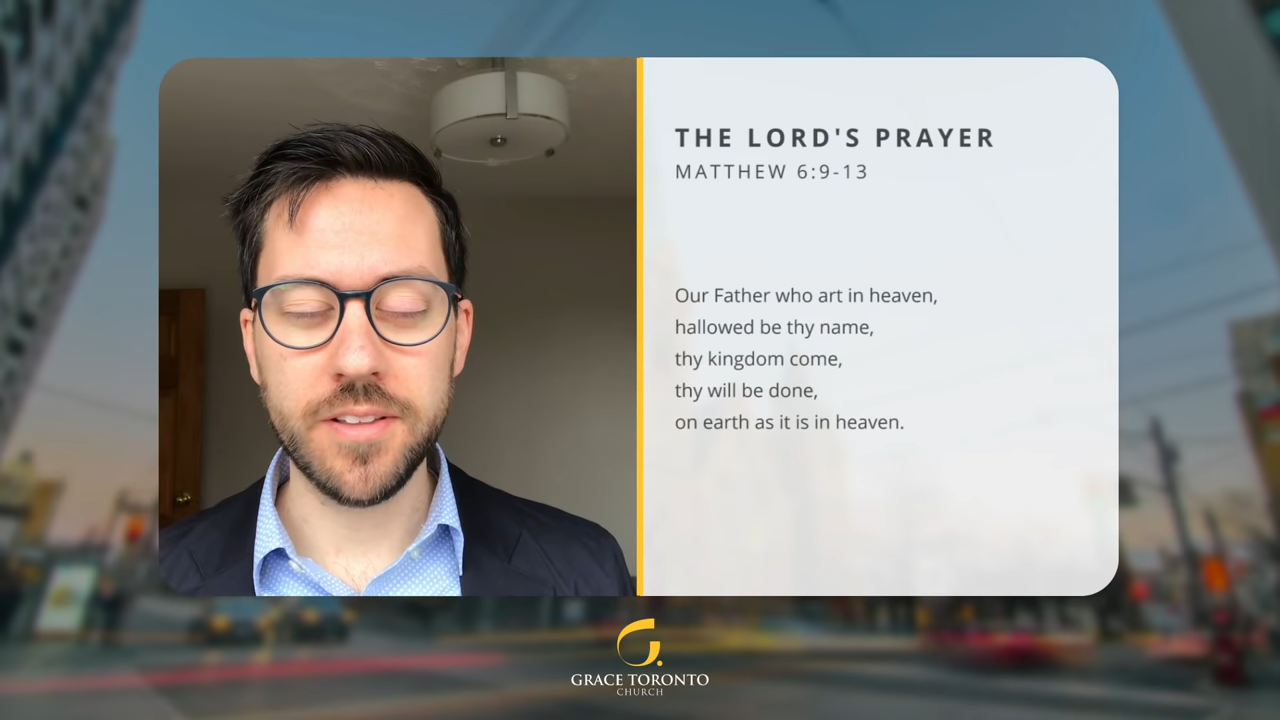 THE LORD'S PRAYER
MATTHEW 6:9-13
Our Father who art in heaven,
hallowed be thy name,
thy kingdom come,
thy will be done,
on earth as it is in heaven.
GRACE TORONTO
CHURCH